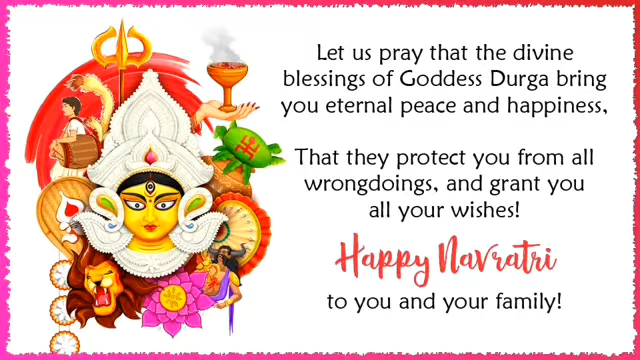 Let us pray that the divine
blessings of Goddess Durga bring
you eternal peace and happiness,
That they protect you from all
wrongdoings, and grant you
all your wishes!
Happy Navratri
to you and your family!